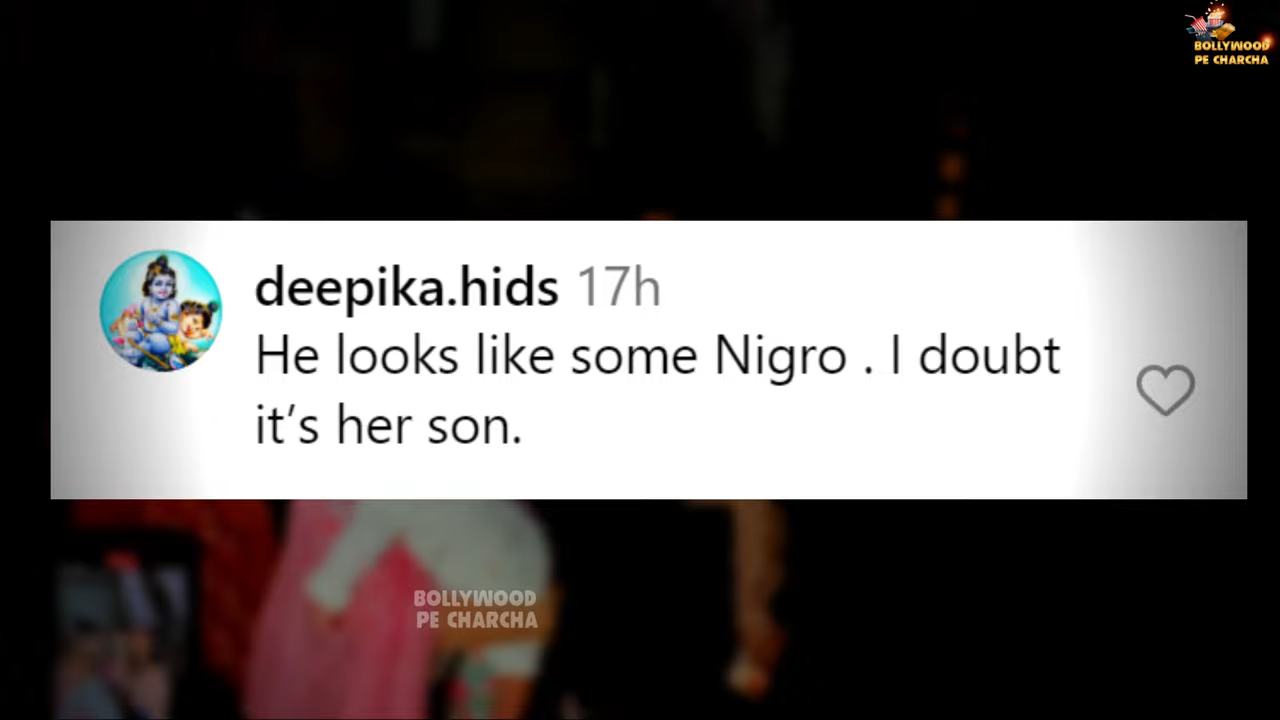 BOLLYWOOD
PE CHARCHA
deepika.hids 17h
He looks like some Nigro . I doubt
it’s her son.
BOLLYWOOD
PE CHARCHA